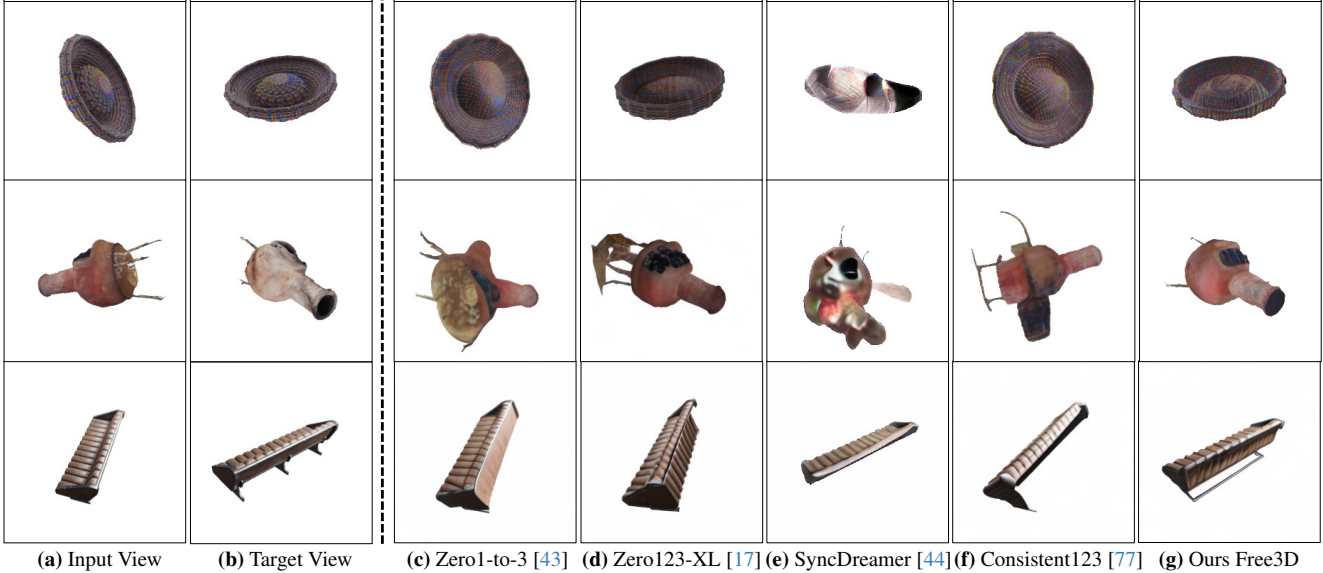 (a) Input View (b) Target View (c) Zero1-to-3 [43] (d) Zero123-XL [17] (e) SyncDreamer [44] (f) Consistent123 [77] (g) Ours Free3D